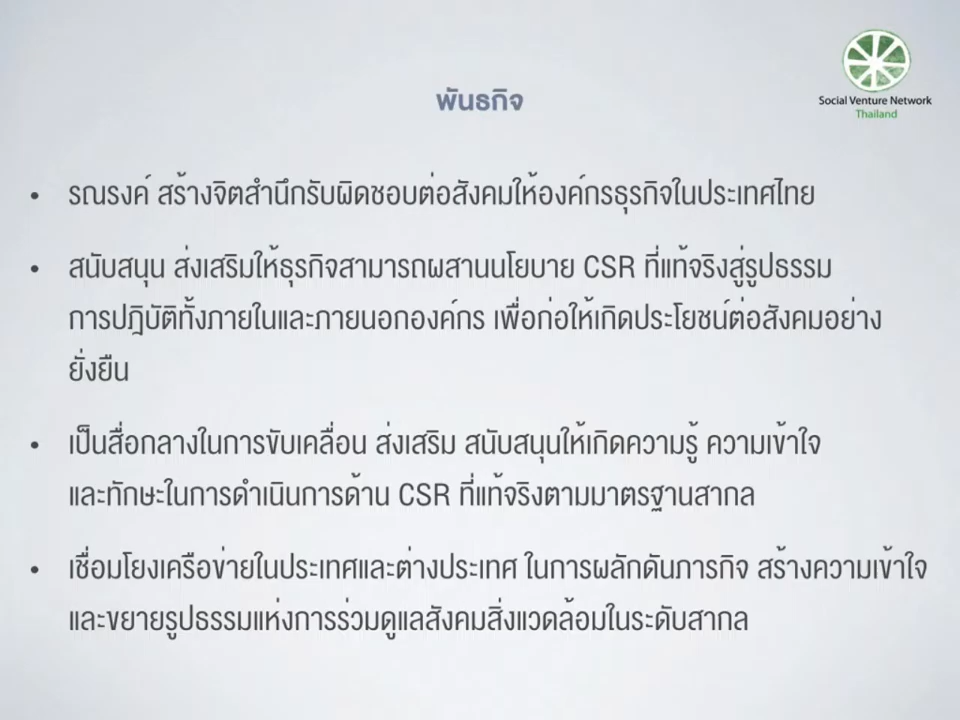 Social Venture Network
Thailand
พันธกิจ
• รณรงค์ สร้างจิตสำนึกรับผิดชอบต่อสังคมให้องค์กรธุรกิจในประเทศไทย
• สนับสนุน ส่งเสริมให้ธุรกิจสามารถผสานนโยบาย CSR ที่แท้จริงสู่รูปธรรม
การปฎิบัติทั้งภายในและภายนอกองค์กร เพื่อก่อให้เกิดประโยชน์ต่อสังคมอย่าง
ยั่งยืน
• เป็นสื่อกลางในการขับเคลื่อน ส่งเสริม สนับสนุนให้เกิดความรู้ ความเข้าใจ
และทักษะในการดำเนินการด้าน CSR ที่แท้จริงตามมาตรฐานสากล
• เชื่อมโยงเครือข่ายในประเทศและต่างประเทศ ในการผลักดันภารกิจ สร้างความเข้าใจ
และขยายรูปธรรมแห่งการร่วมดูแลสังคมสิ่งแวดล้อมในระดับสากล